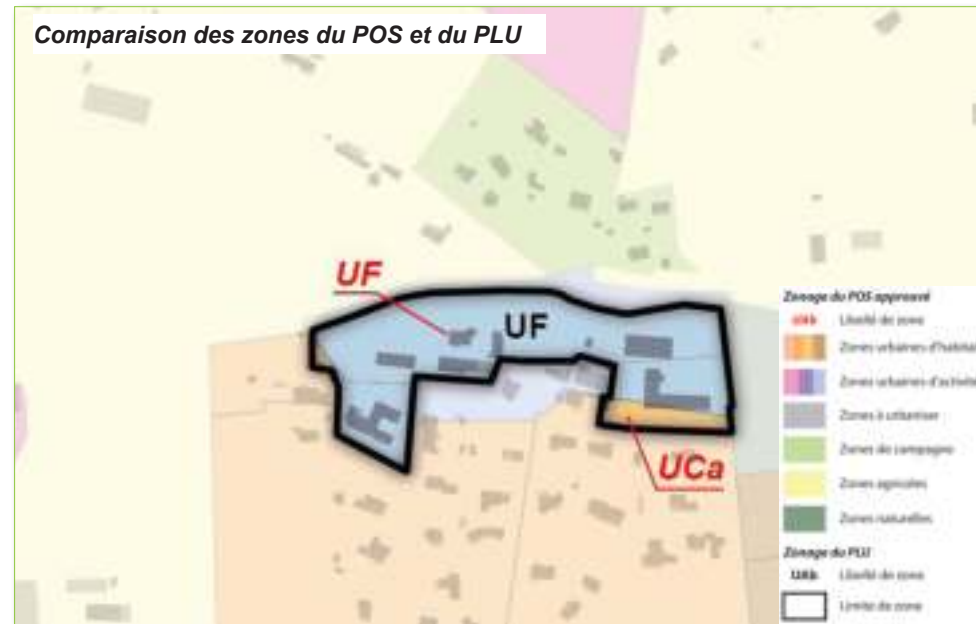 Comparaison des zones du POS et du PLU
UF
UF
UCa
Zonage du POS approuvé
UAb Libellé de zone
Zones urbaines d'habitat
Zones urbaines d'activité
Zones à urbaniser
Zones de campagne
Zones agricoles
Zones naturelles
Zonage du PLU
UAb Libellé de zone
Limite de zone